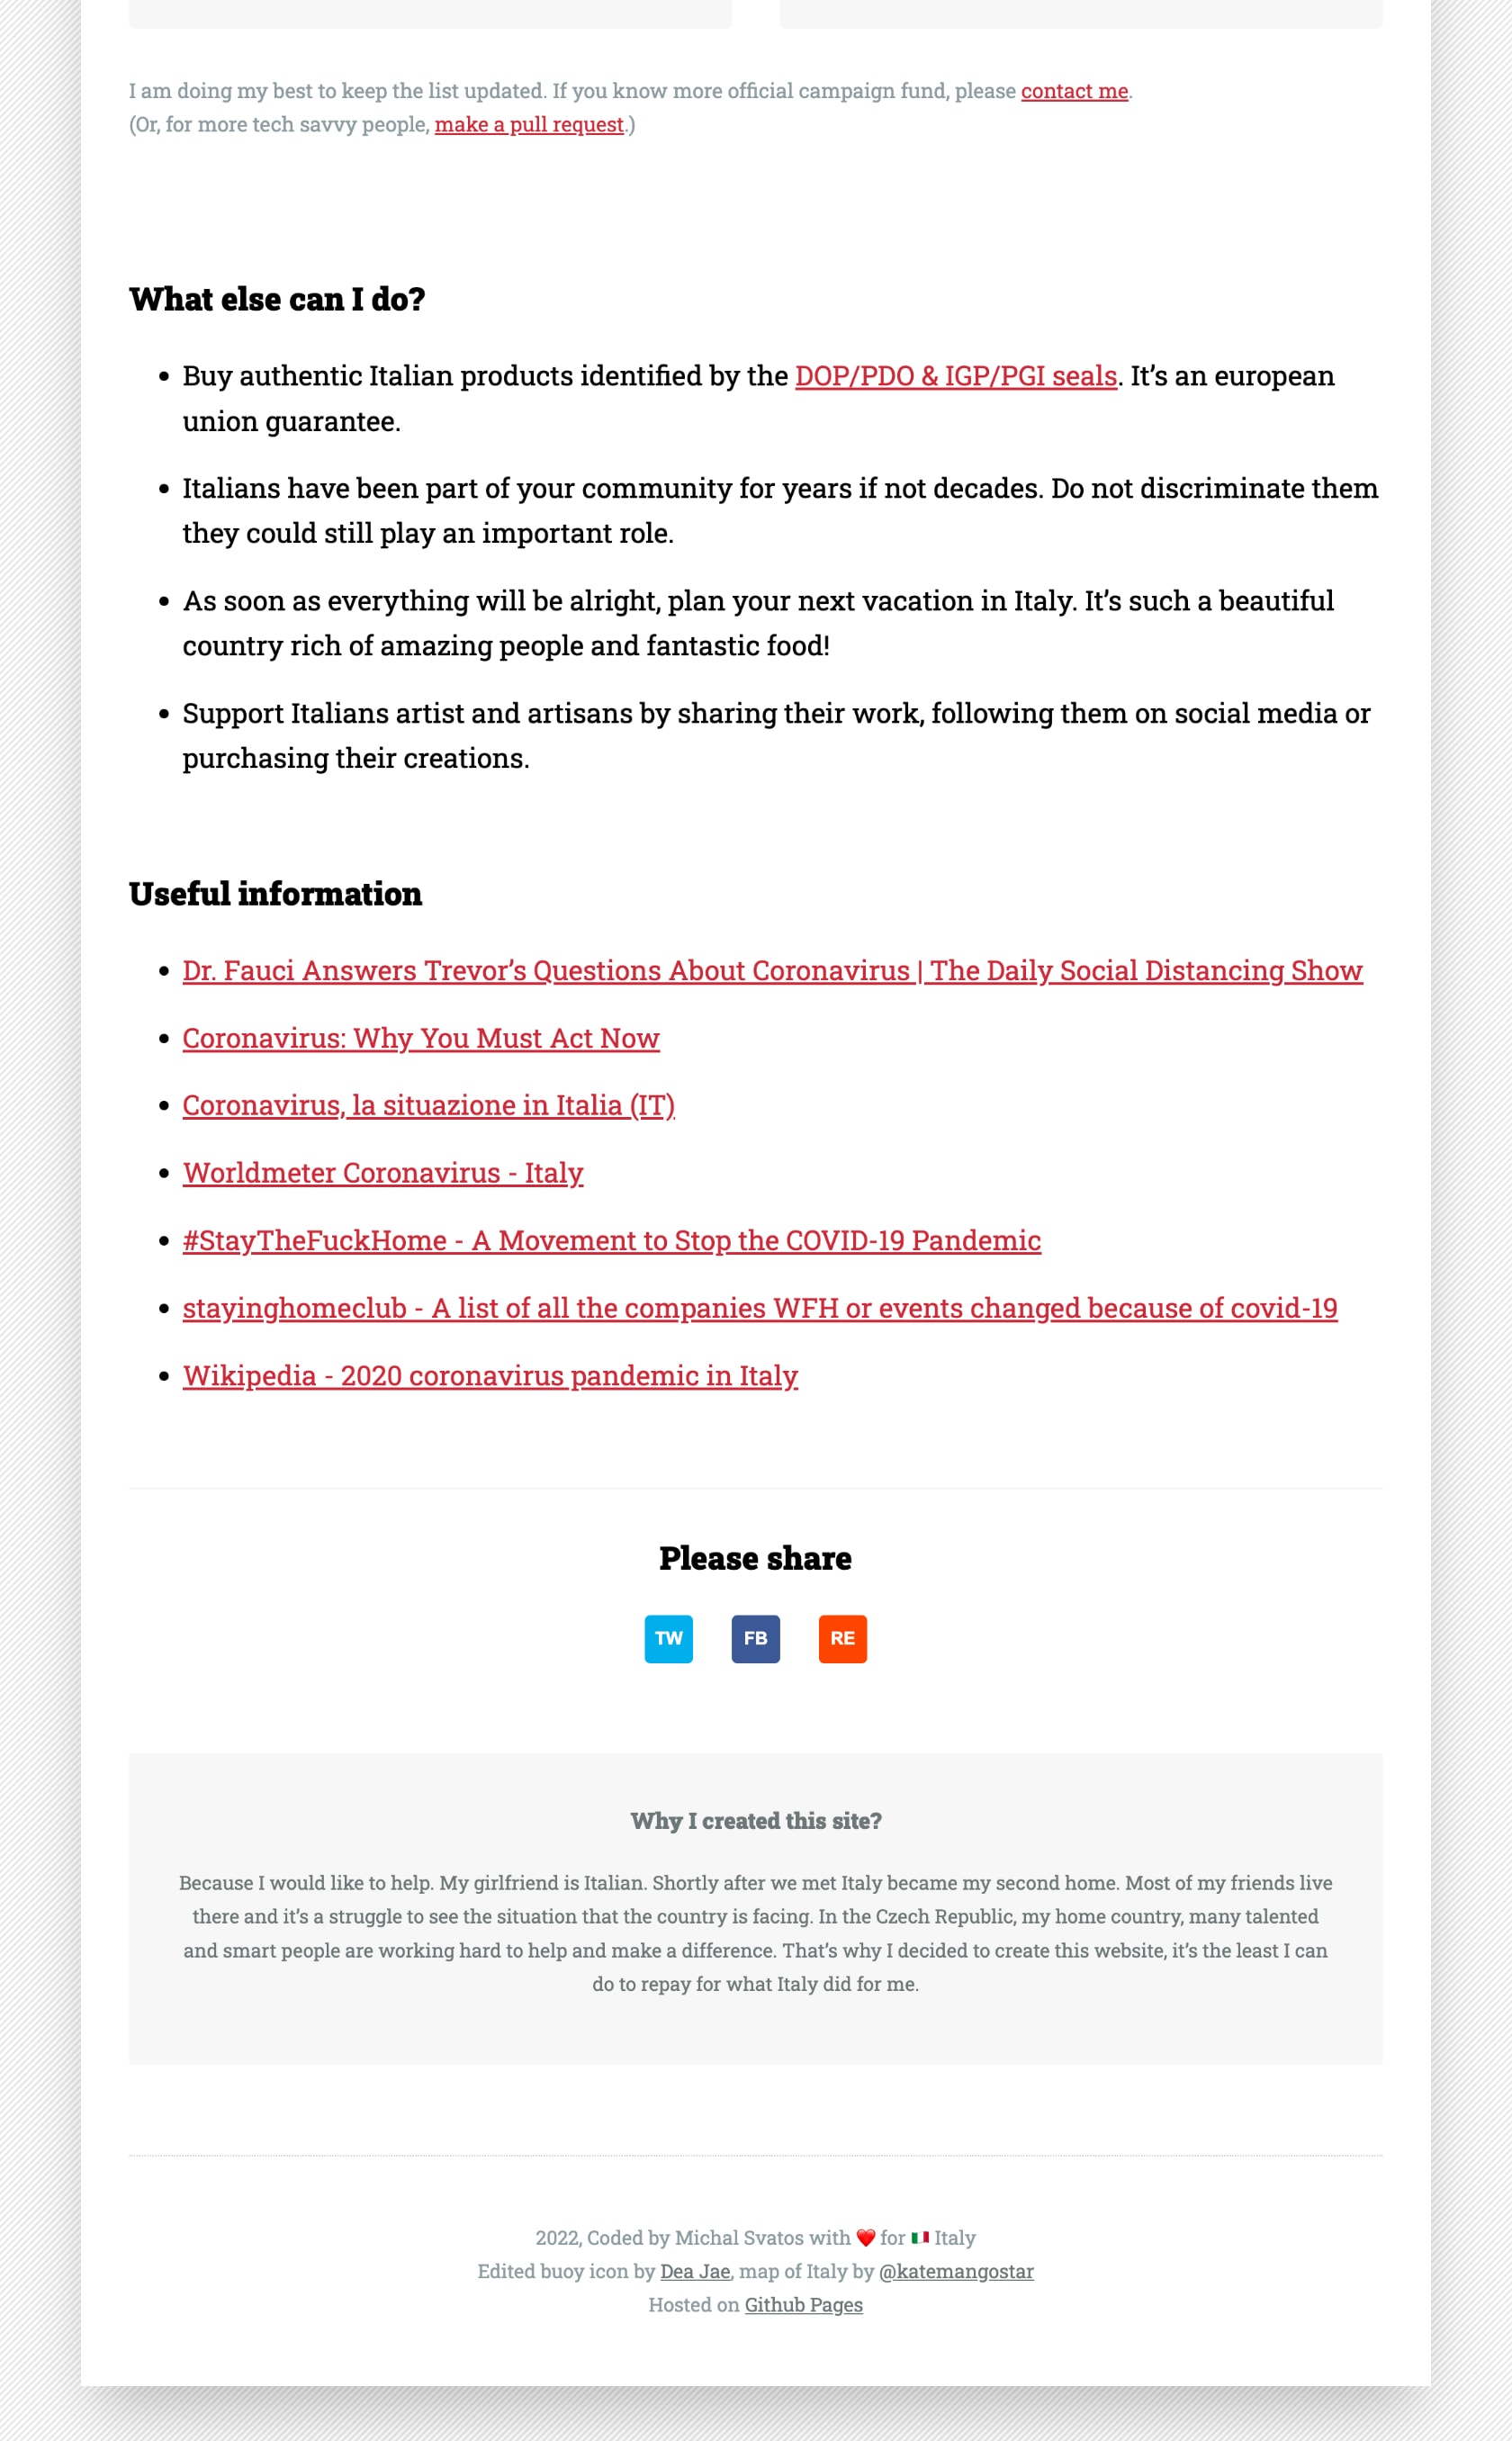 I am doing my best to keep the list updated. If you know more official campaign fund, please contact me.
(Or, for more tech savvy people, make a pull request.)
What else can I do?
• Buy authentic Italian products identified by the DOP/PDO & IGP/PGI seals. It’s an european
union guarantee.
• Italians have been part of your community for years if not decades. Do not discriminate them
they could still play an important role.
• As soon as everything will be alright, plan your next vacation in Italy. It’s such a beautiful
country rich of amazing people and fantastic food!
• Support Italians artist and artisans by sharing their work, following them on social media or
purchasing their creations.
Useful information
• Dr. Fauci Answers Trevor’s Questions About Coronavirus | The Daily Social Distancing Show
• Coronavirus: Why You Must Act Now
• Coronavirus, la situazione in Italia (IT)
• Worldmeter Coronavirus - Italy
• #StayTheFuckHome - A Movement to Stop the COVID-19 Pandemic
• stayinghomeclub - A list of all the companies WFH or events changed because of covid-19
• Wikipedia - 2020 coronavirus pandemic in Italy
Please share
TW FB RE
Why I created this site?
Because I would like to help. My girlfriend is Italian. Shortly after we met Italy became my second home. Most of my friends live
there and it’s a struggle to see the situation that the country is facing. In the Czech Republic, my home country, many talented
and smart people are working hard to help and make a difference. That’s why I decided to create this website, it’s the least I can
do to repay for what Italy did for me.
2022, Coded by Michal Svatos with ❤️ for 🇮🇹 Italy
Edited buoy icon by Dea Jae, map of Italy by @katemangostar
Hosted on Github Pages